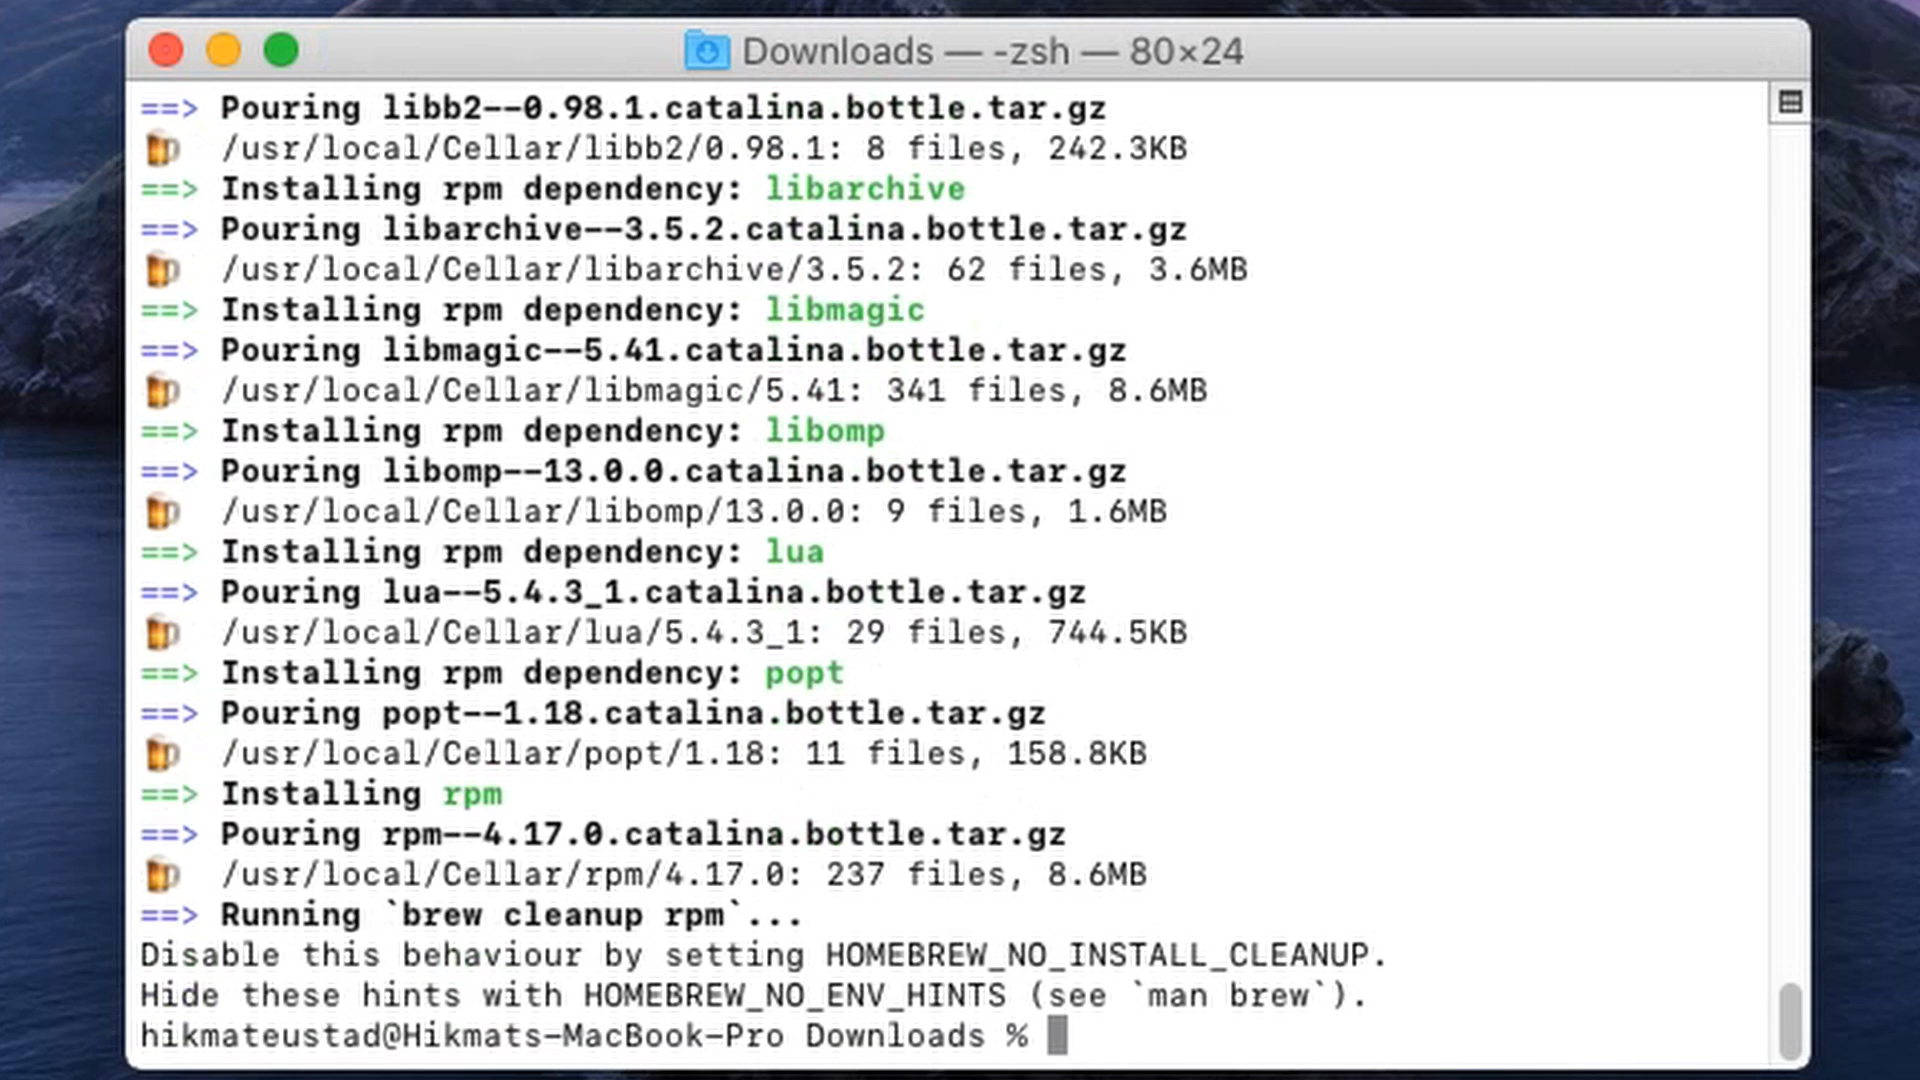 Downloads — -zsh — 80×24
==> Pouring libb2--0.98.1.catalina.bottle.tar.gz
🍺  /usr/local/Cellar/libb2/0.98.1: 8 files, 242.3KB
==> Installing rpm dependency: libarchive
==> Pouring libarchive--3.5.2.catalina.bottle.tar.gz
🍺  /usr/local/Cellar/libarchive/3.5.2: 62 files, 3.6MB
==> Installing rpm dependency: libmagic
==> Pouring libmagic--5.41.catalina.bottle.tar.gz
🍺  /usr/local/Cellar/libmagic/5.41: 341 files, 8.6MB
==> Installing rpm dependency: libomp
==> Pouring libomp--13.0.0.catalina.bottle.tar.gz
🍺  /usr/local/Cellar/libomp/13.0.0: 9 files, 1.6MB
==> Installing rpm dependency: lua
==> Pouring lua--5.4.3_1.catalina.bottle.tar.gz
🍺  /usr/local/Cellar/lua/5.4.3_1: 29 files, 744.5KB
==> Installing rpm dependency: popt
==> Pouring popt--1.18.catalina.bottle.tar.gz
🍺  /usr/local/Cellar/popt/1.18: 11 files, 158.8KB
==> Installing rpm
==> Pouring rpm--4.17.0.catalina.bottle.tar.gz
🍺  /usr/local/Cellar/rpm/4.17.0: 237 files, 8.6MB
==> Running `brew cleanup rpm`...
Disable this behaviour by setting HOMEBREW_NO_INSTALL_CLEANUP.
Hide these hints with HOMEBREW_NO_ENV_HINTS (see `man brew`).
hikmateustad@Hikmats-MacBook-Pro Downloads %